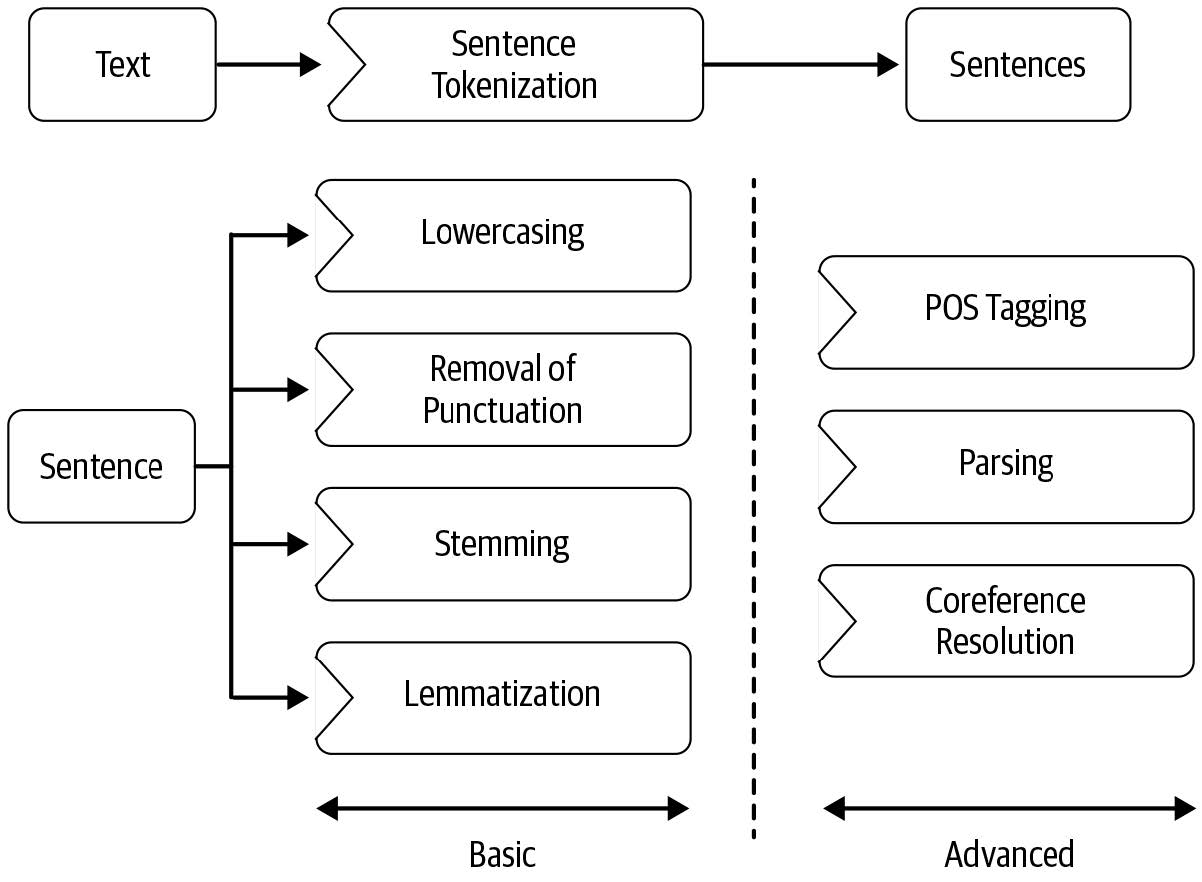 Text
Sentence
Tokenization
Sentences
Sentence
Lowercasing
Removal of
Punctuation
Stemming
Lemmatization
POS Tagging
Parsing
Coreference
Resolution
Basic
Advanced